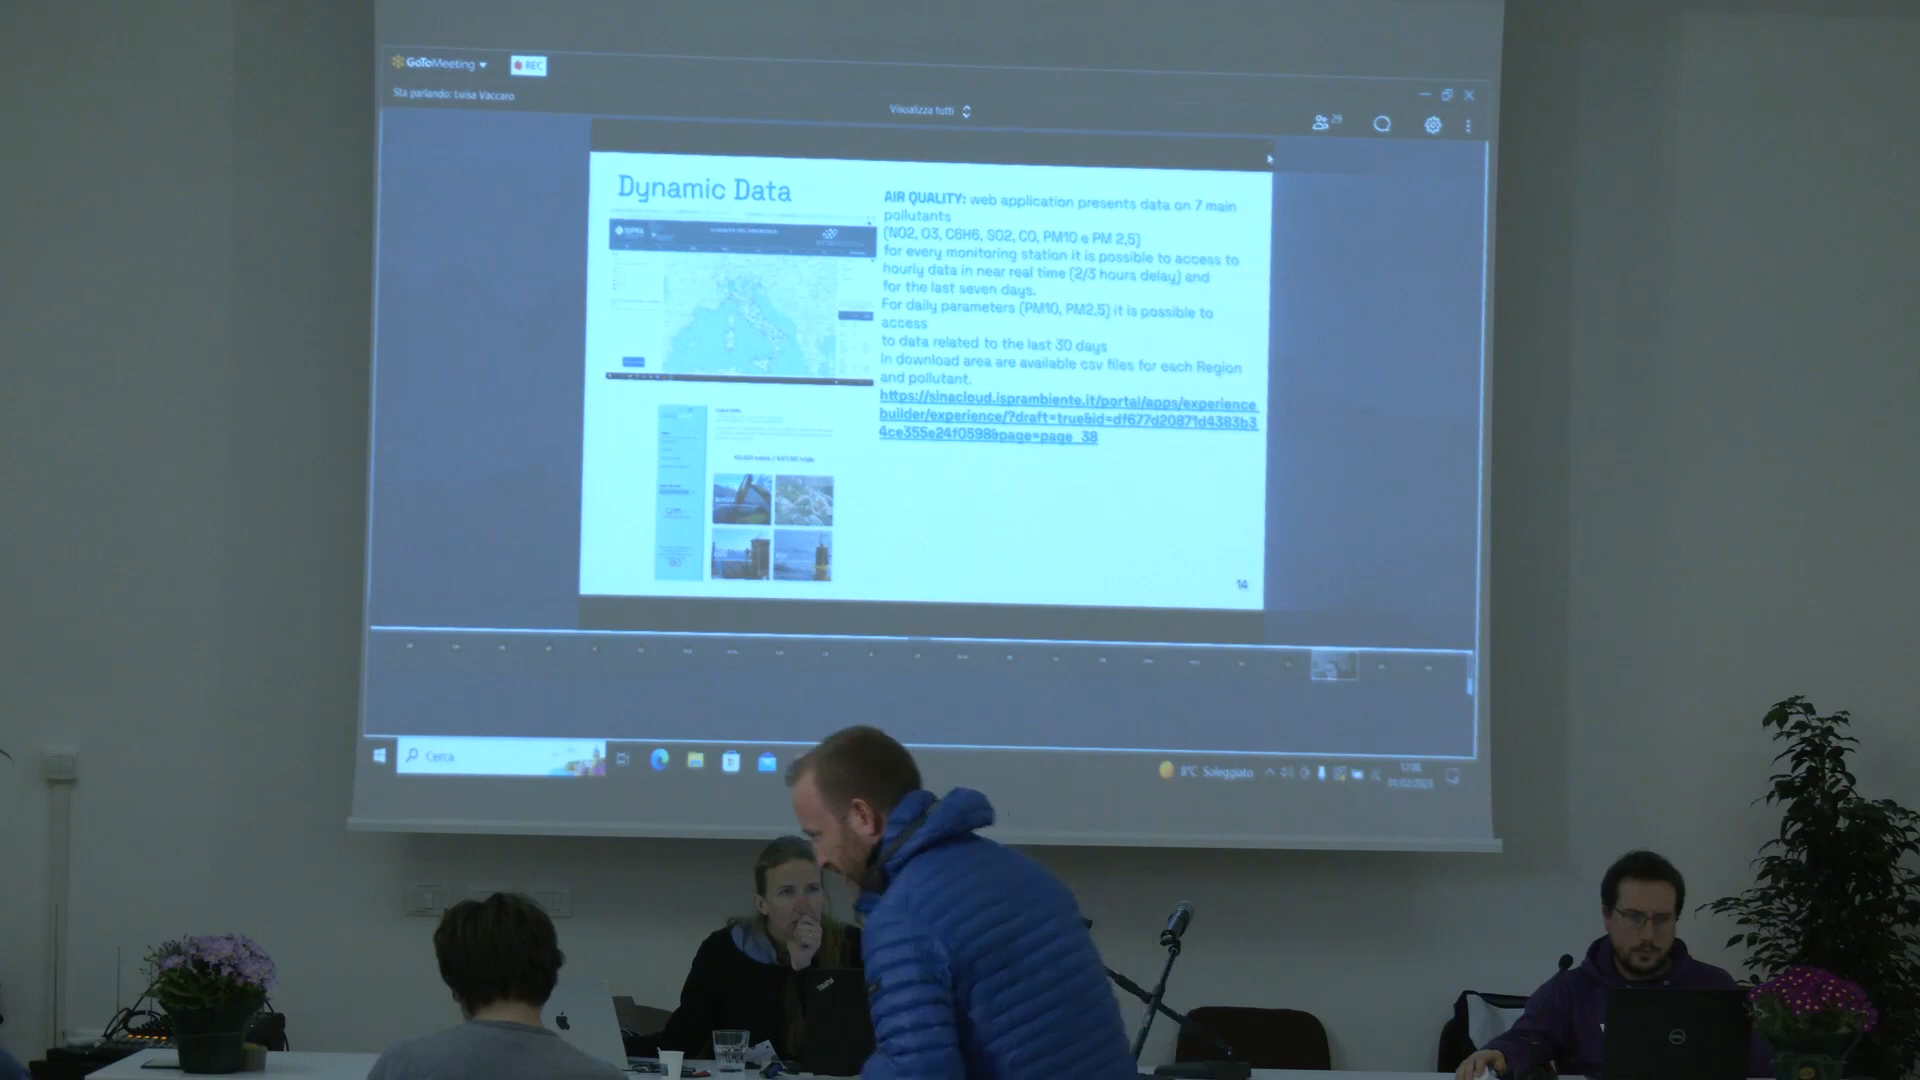 GoToMeeting
REC
Sta parlando: Luisa Vaccaro
Visualizza tutti
29
Dynamic Data
ISPRA
AIR QUALITY: web application presents data on 7 main
pollutants
(NO2, O3, C6H6, SO2, CO, PM10 e PM 2,5)
for every monitoring station it is possible to access to
hourly data in near real time (2/3 hours delay) and
for the last seven days.
For daily parameters (PM10, PM2,5) it is possible to
access
to data related to the last 30 days
In download area are available csv files for each Region
and pollutant.
https://sinacloud.isprambiente.it/portal/apps/experience
builder/experience/?draft=true&id=df677d20871d4383b3
4ce355e24f0598&page=page_38
14
Cerca
8°C Soleggiato
ThinkPad
DELL